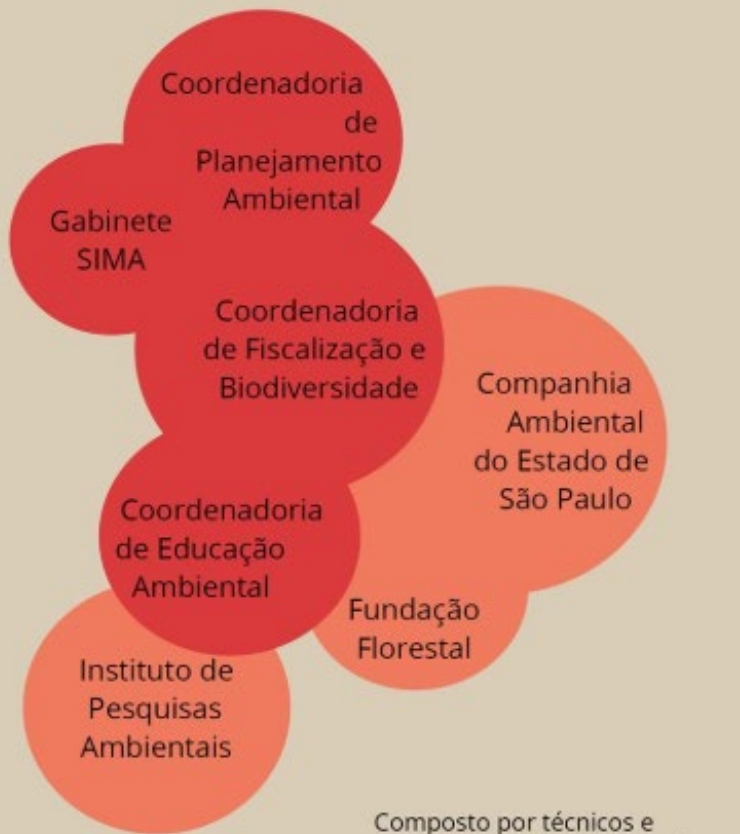 Coordenadoria
de
Planejamento
Ambiental
Gabinete
SIMA
Coordenadoria
de Fiscalização e
Biodiversidade
Companhia
Ambiental
do Estado de
São Paulo
Coordenadoria
de Educação
Ambiental
Fundação
Florestal
Instituto de
Pesquisas
Ambientais
Composto por técnicos e